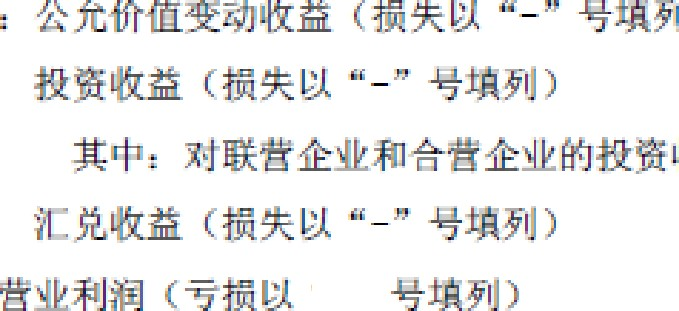 ：公允价值变动收益（损失以“-”号填列
投资收益（损失以“-”号填列）
其中：对联营企业和合营企业的投资
汇兑收益（损失以“-”号填列）
营业利润（亏损以 号填列）